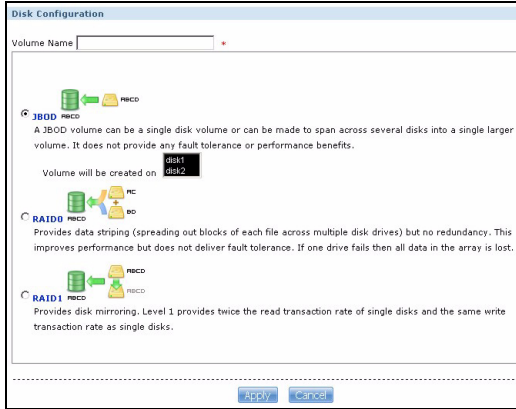 Disk Configuration
Volume Name *
ABCD
JBOD ABCD
A JBOD volume can be a single disk volume or can be made to span across several disks into a single larger
volume. It does not provide any fault tolerance or performance benefits.
Volume will be created on disk1
disk2
AC
BD
RAID0 ABCD
Provides data striping (spreading out blocks of each file across multiple disk drives) but no redundancy. This
improves performance but does not deliver fault tolerance. If one drive fails then all data in the array is lost.
ABCD
ABCD
RAID1 ABCD
Provides disk mirroring. Level 1 provides twice the read transaction rate of single disks and the same write
transaction rate as single disks.
Apply Cancel